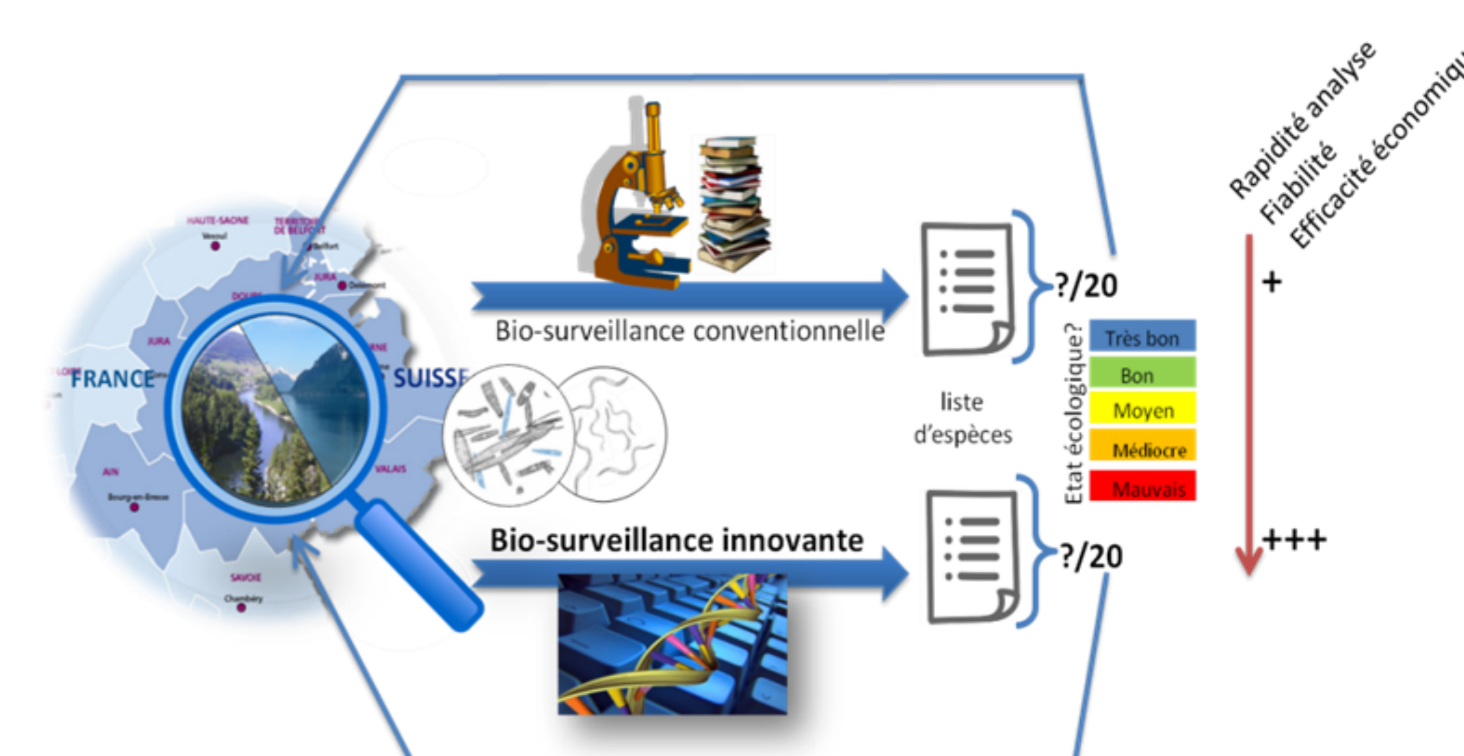 Rapidité analyse
Fiabilité
Efficacité économiqu
HAUTE-SAONE
Vesoul
TERRITOIRE
DE BELFORT
Belfort
JURA
Delémont
DOUBS
JURA
RNE
FRANCE
SUISSE
AIN
Bourg-en-Bresse
VALAIS
SAVOIE
Chambéry
Bio-surveillance conventionnelle
Bio-surveillance innovante
liste
d'espèces
?/20
Etat écologique?
Très bon
Bon
Moyen
Médiocre
Mauvais
?/20
+
+++